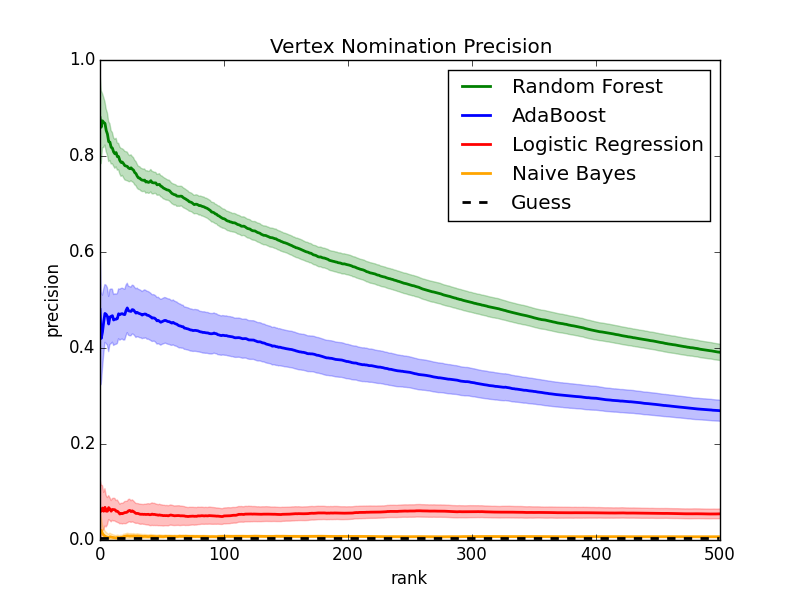 Vertex Nomination Precision
1.0
0.8
0.6
0.4
0.2
0.0
precision
Random Forest
AdaBoost
Logistic Regression
Naive Bayes
Guess
0 100 200 300 400 500
rank